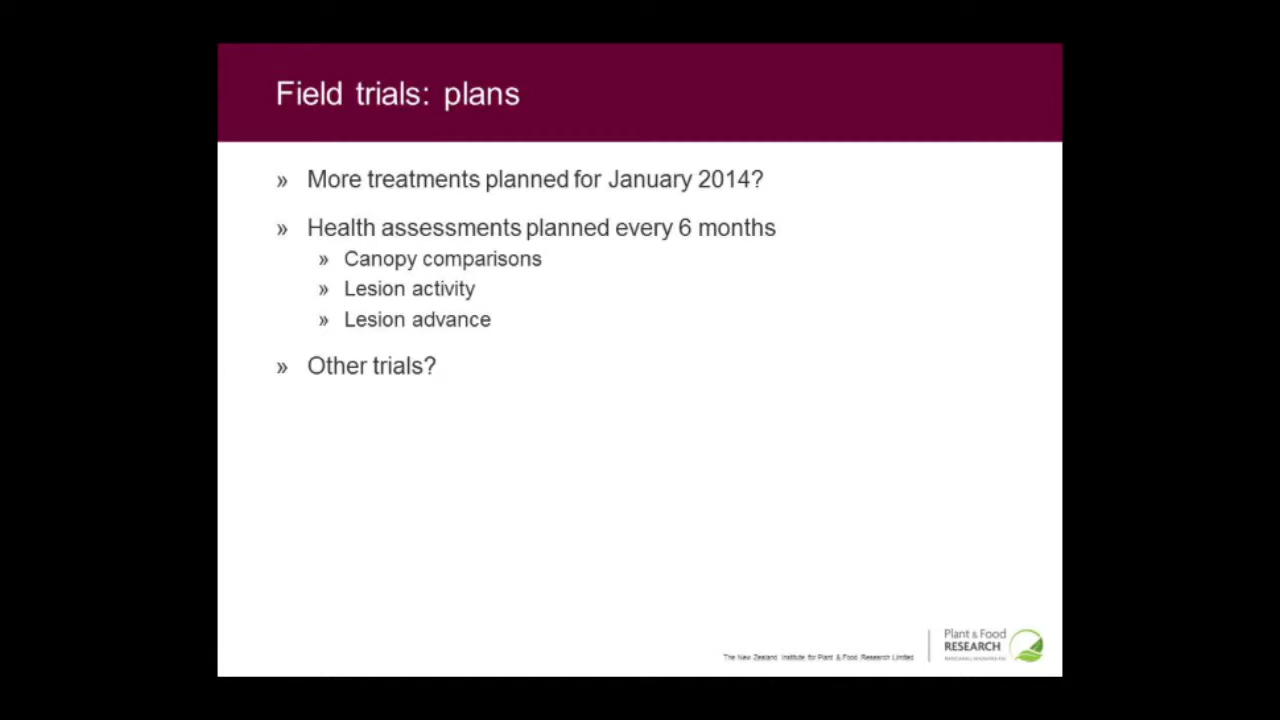 Field trials: plans
» More treatments planned for January 2014?
» Health assessments planned every 6 months
» Canopy comparisons
» Lesion activity
» Lesion advance
» Other trials?
Plant & Food
RESEARCH
The New Zealand Institute for Plant & Food Research Limited